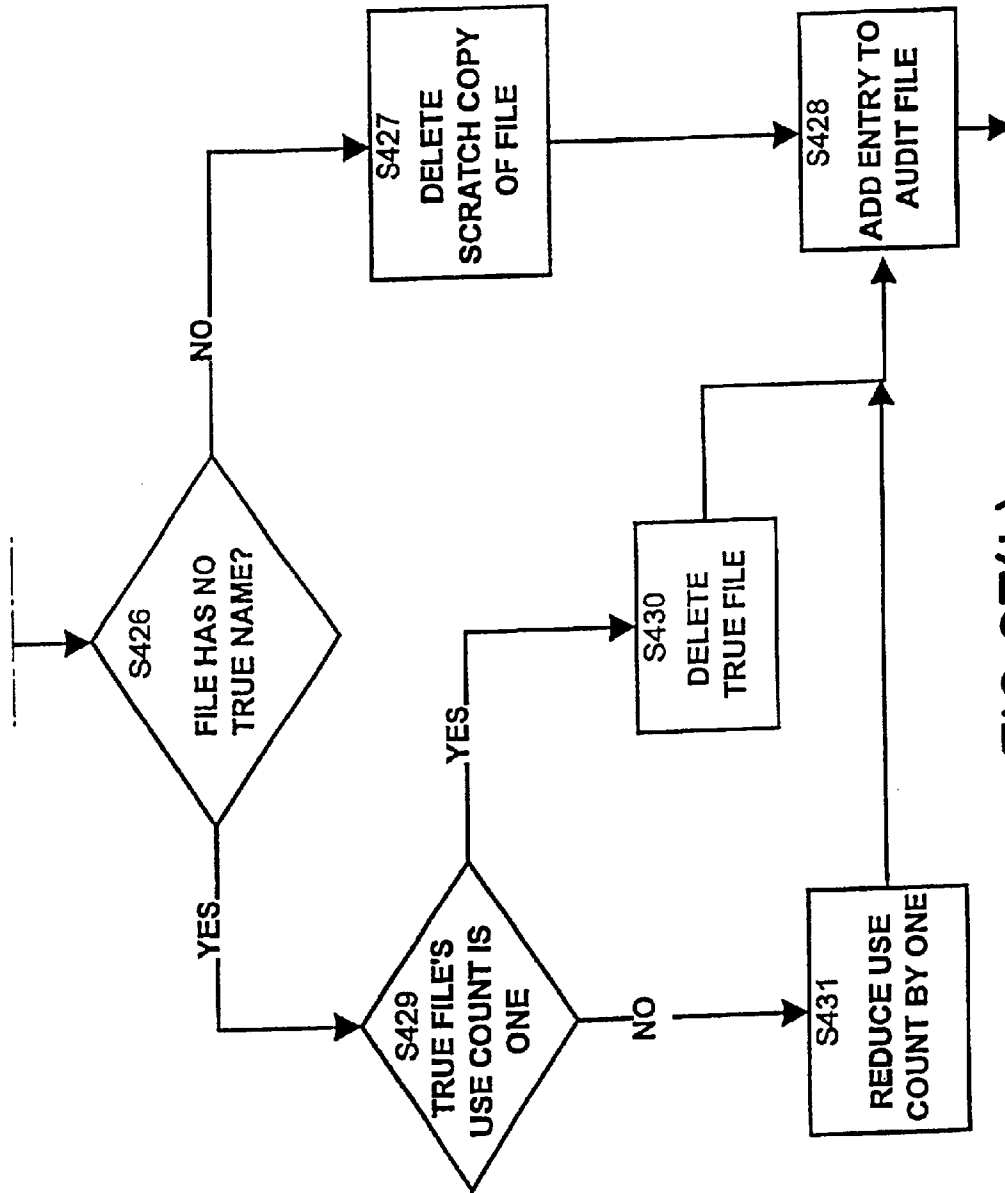 S426
FILE HAS NO
TRUE NAME?
NO
YES
S427
DELETE
SCRATCH COPY
OF FILE
S429
TRUE FILE'S
USE COUNT IS
ONE
YES
NO
S430
DELETE
TRUE FILE
S428
ADD ENTRY TO
AUDIT FILE
S431
REDUCE USE
COUNT BY ONE